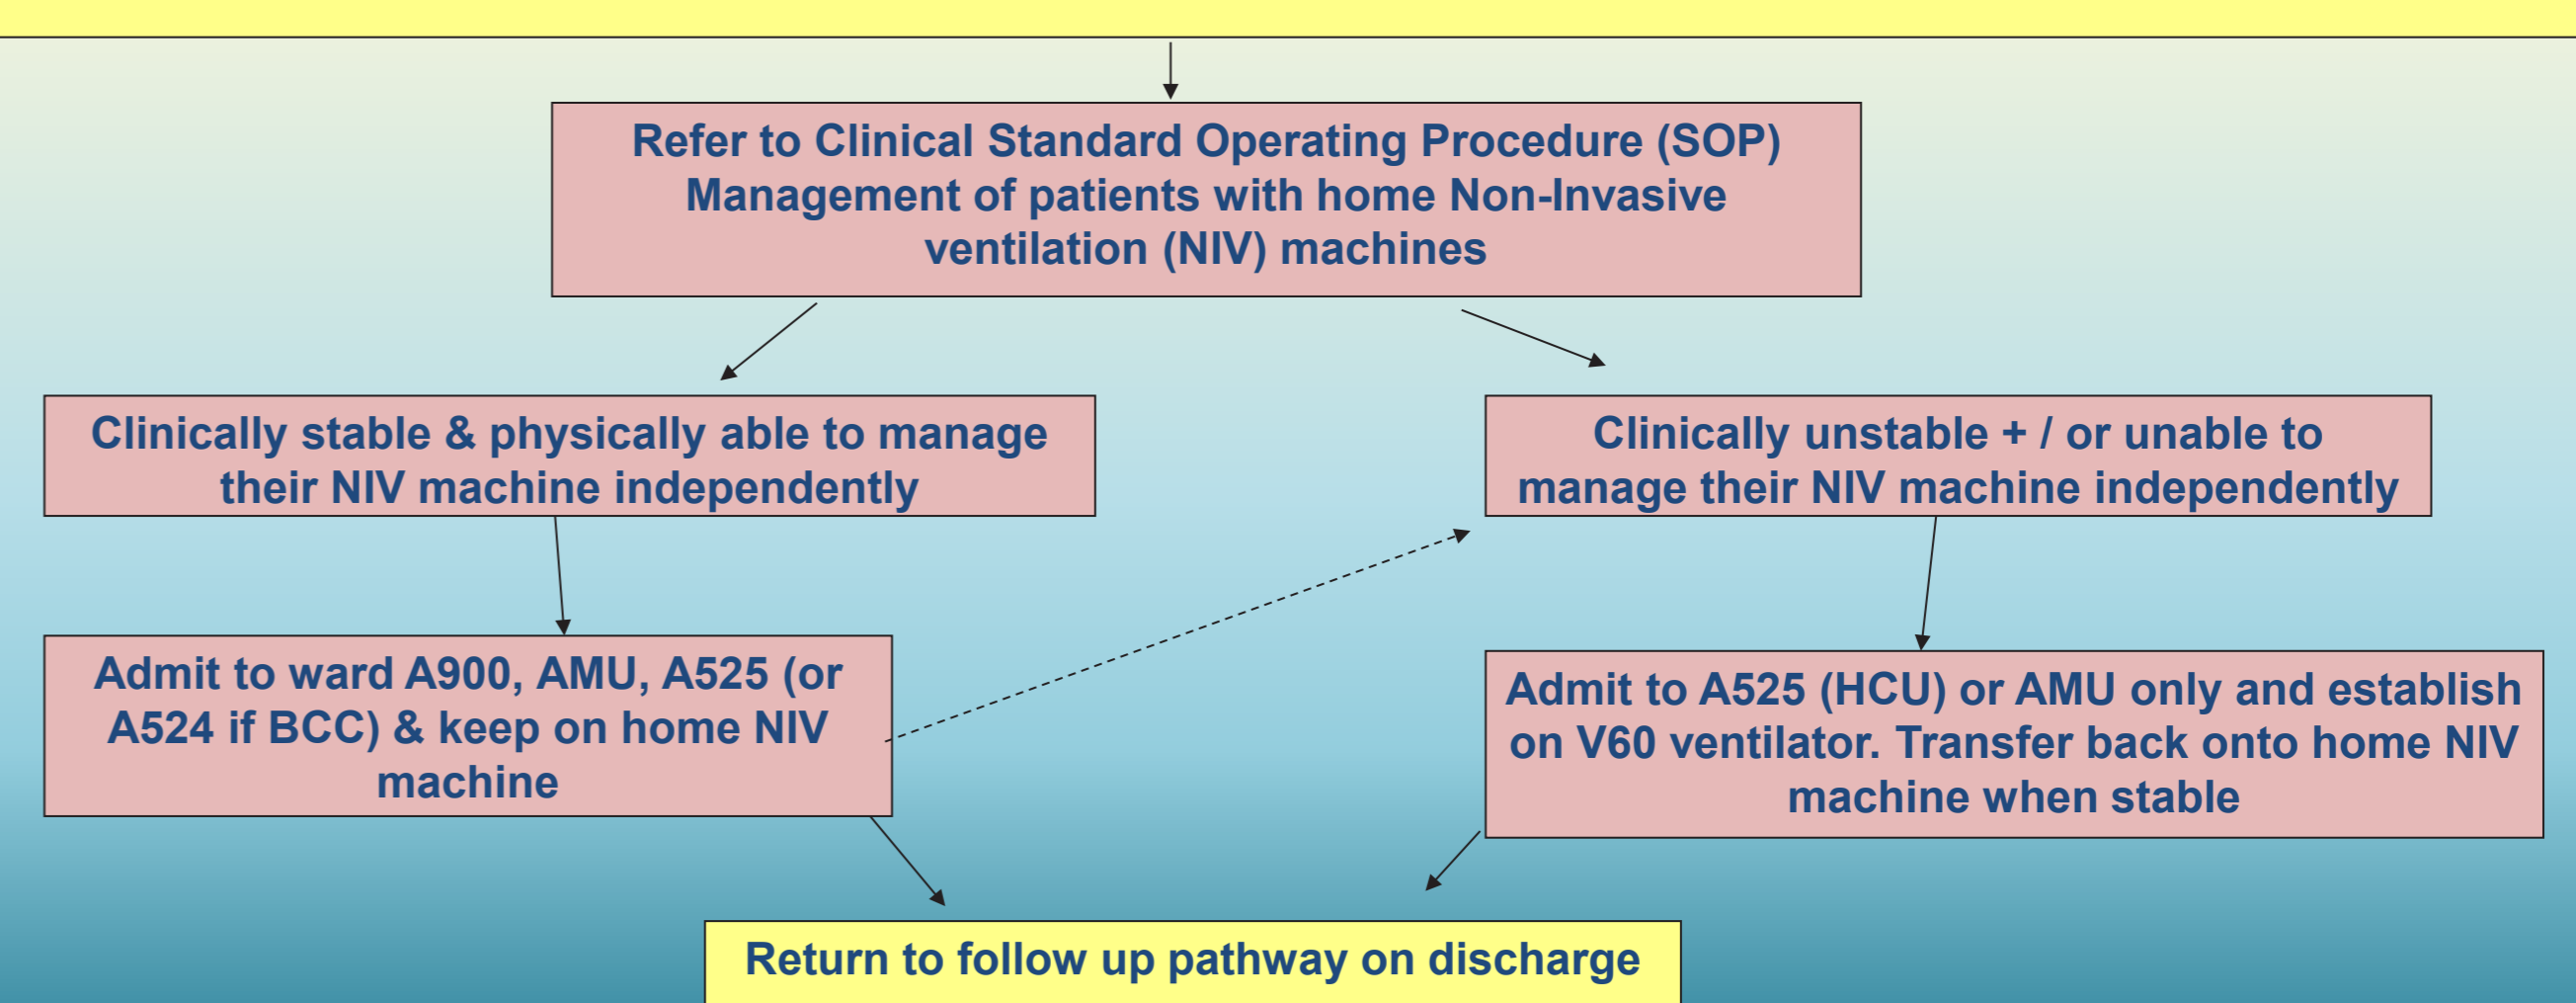 Refer to Clinical Standard Operating Procedure (SOP)
Management of patients with home Non-Invasive
ventilation (NIV) machines
Clinically stable & physically able to manage
their NIV machine independently
Clinically unstable + / or unable to
manage their NIV machine independently
Admit to ward A900, AMU, A525 (or
A524 if BCC) & keep on home NIV
machine
Admit to A525 (HCU) or AMU only and establish
on V60 ventilator. Transfer back onto home NIV
machine when stable
Return to follow up pathway on discharge